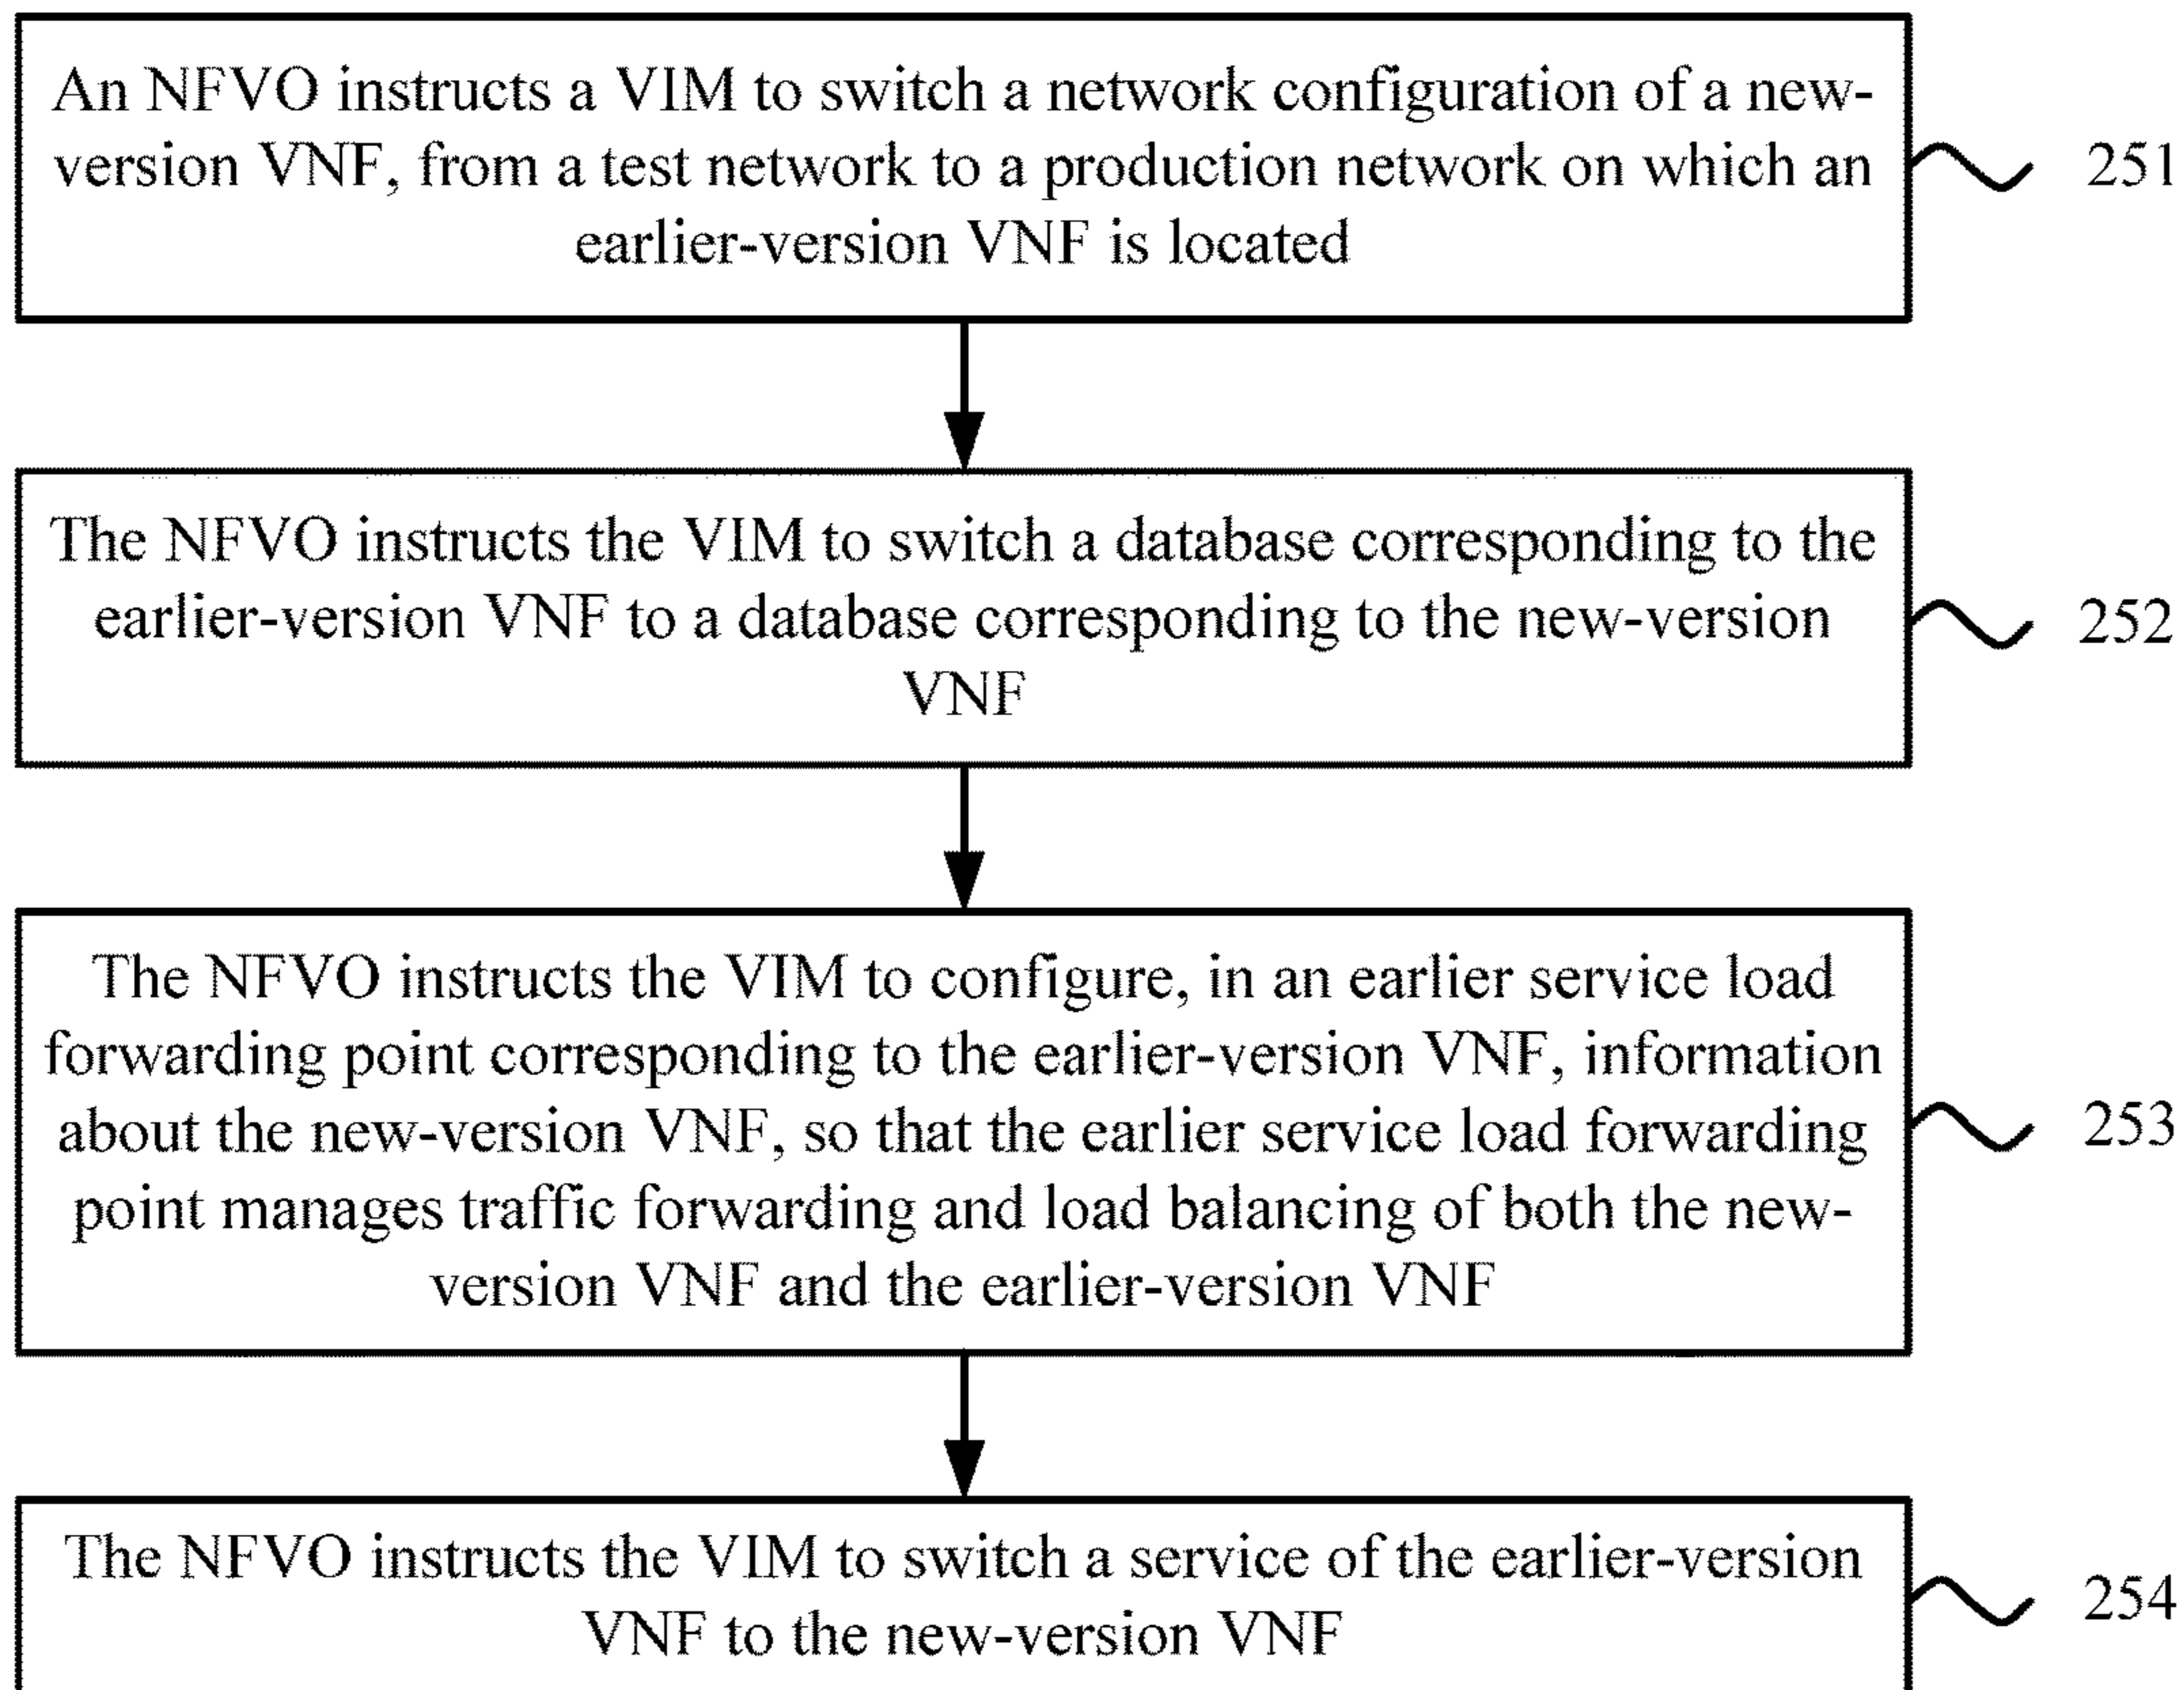 An NFVO instructs a VIM to switch a network configuration of a new-
version VNF, from a test network to a production network on which an
earlier-version VNF is located
251
The NFVO instructs the VIM to switch a database corresponding to the
earlier-version VNF to a database corresponding to the new-version
VNF
252
The NFVO instructs the VIM to configure, in an earlier service load
forwarding point corresponding to the earlier-version VNF, information
about the new-version VNF, so that the earlier service load forwarding
point manages traffic forwarding and load balancing of both the new-
version VNF and the earlier-version VNF
253
The NFVO instructs the VIM to switch a service of the earlier-version
VNF to the new-version VNF
254